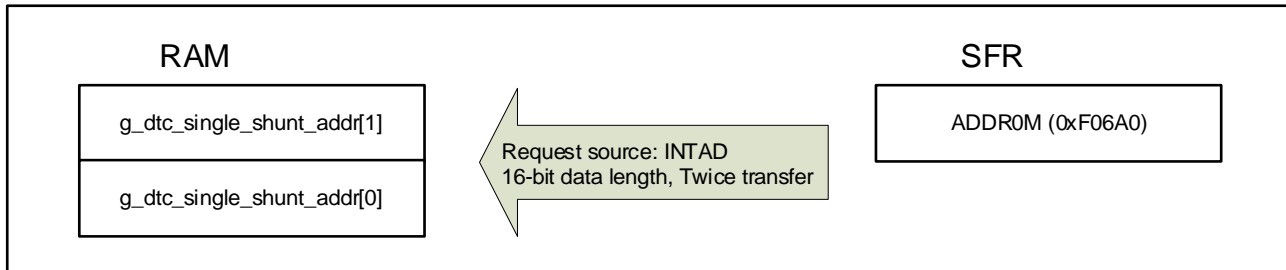 RAM
SFR
g_dtc_single_shunt_addr[1]
g_dtc_single_shunt_addr[0]
Request source: INTAD
16-bit data length, Twice transfer
ADDR0M (0xF06A0)